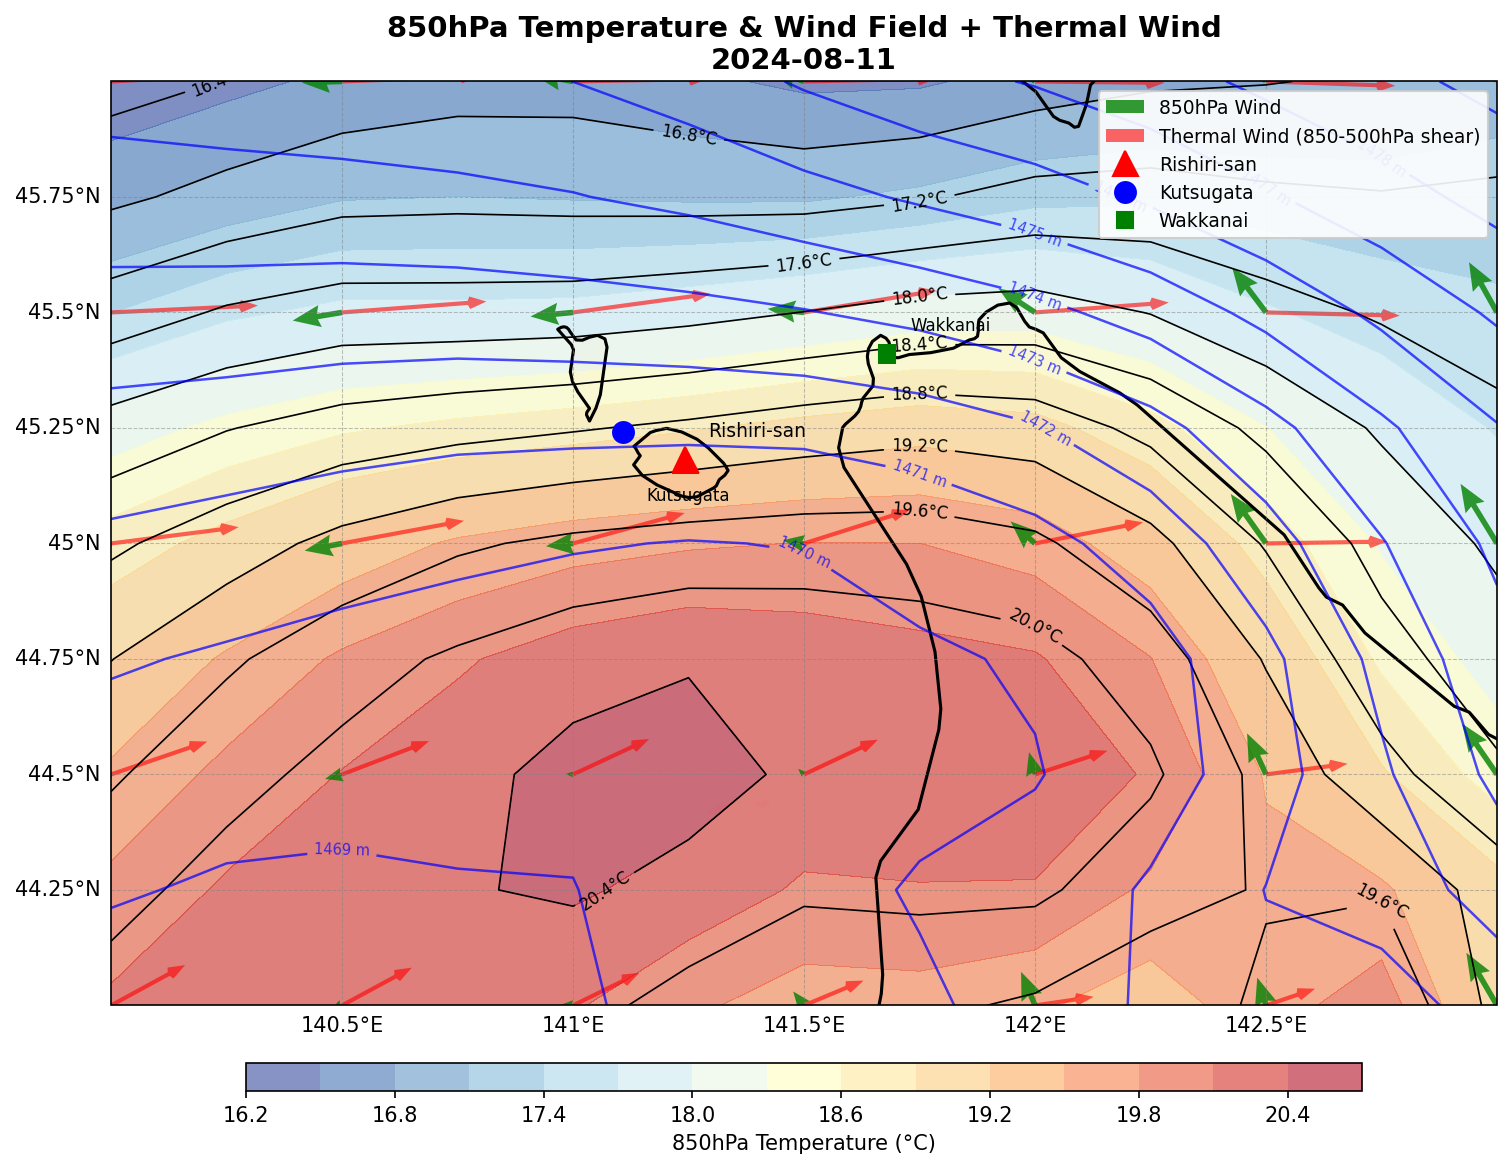 850hPa Temperature & Wind Field + Thermal Wind
2024-08-11
850hPa Wind
Thermal Wind (850-500hPa shear)
Rishiri-san
Kutsugata
Wakkanai
16.4
16.8°C
17.2°C
17.6°C
18.0°C
18.4°C
18.8°C
19.2°C
19.6°C
20.0°C
20.4°C
19.6°C
1475 m
1474 m
1473 m
1472 m
1471 m
1470 m
1469 m
Wakkanai
Rishiri-san
Kutsugata
45.75°N
45.5°N
45.25°N
45°N
44.75°N
44.5°N
44.25°N
140.5°E 141°E 141.5°E 142°E 142.5°E
16.2 16.8 17.4 18.0 18.6 19.2 19.8 20.4
850hPa Temperature (°C)